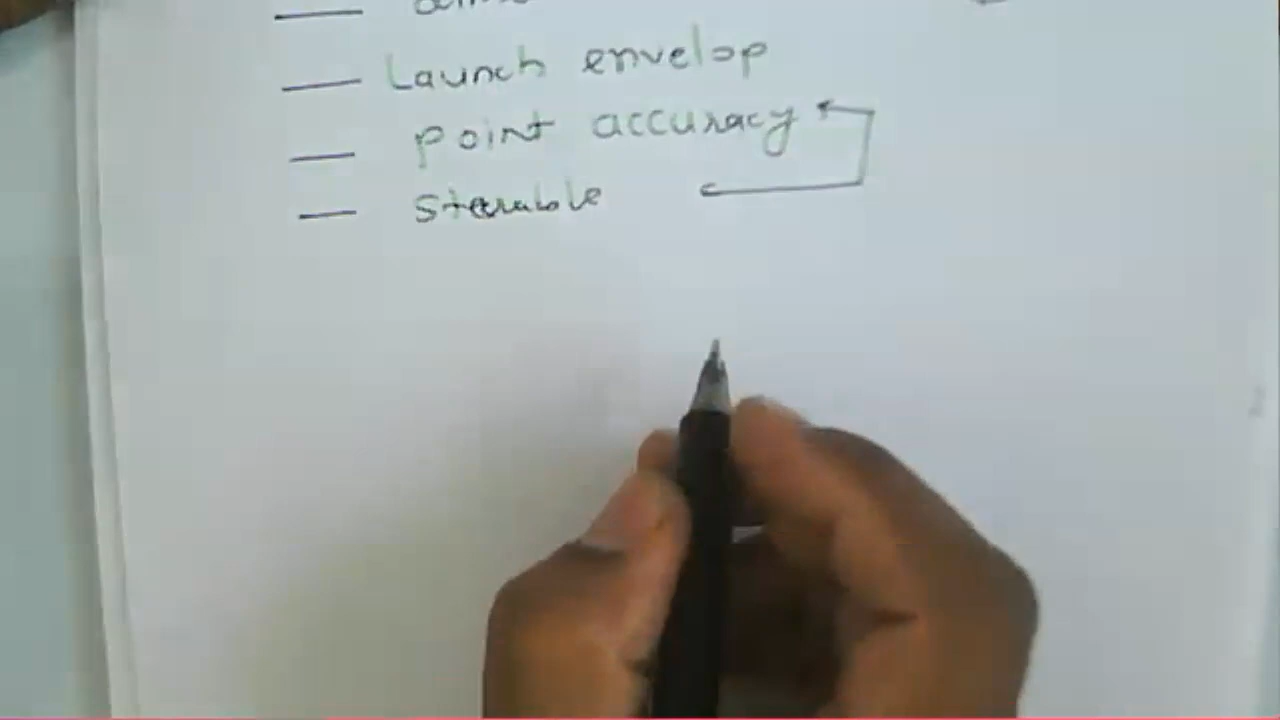 — Launch envelop
— point accuracy
— steerable